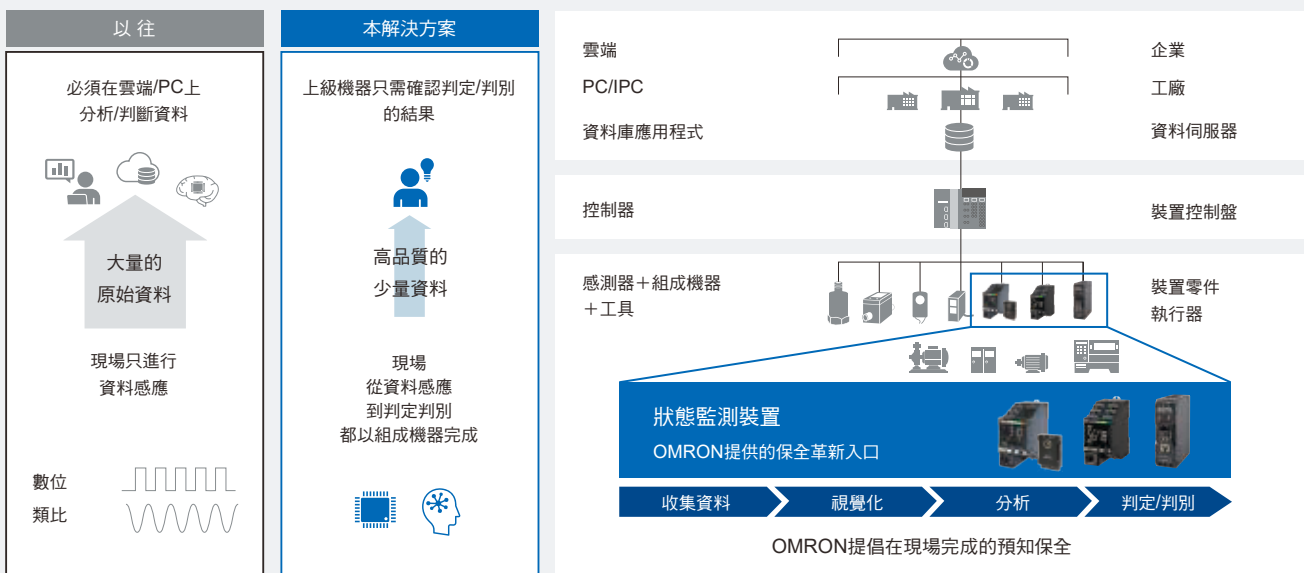 以往
必須在雲端/PC上
分析/判斷資料
大量的
原始資料
現場只進行
資料感應
數位
類比
本解決方案
上級機器只需確認判定/判別
的結果
高品質的
少量資料
現場
從資料感應
到判定判別
都以組成機器完成
雲端
企業
PC/IPC
工廠
資料庫應用程式
資料伺服器
控制器
裝置控制盤
感測器＋組成機器
＋工具
裝置零件
執行器
狀態監測裝置
OMRON提供的保全革新入口
收集資料
視覺化
分析
判定/判別
OMRON提倡在現場完成的預知保全